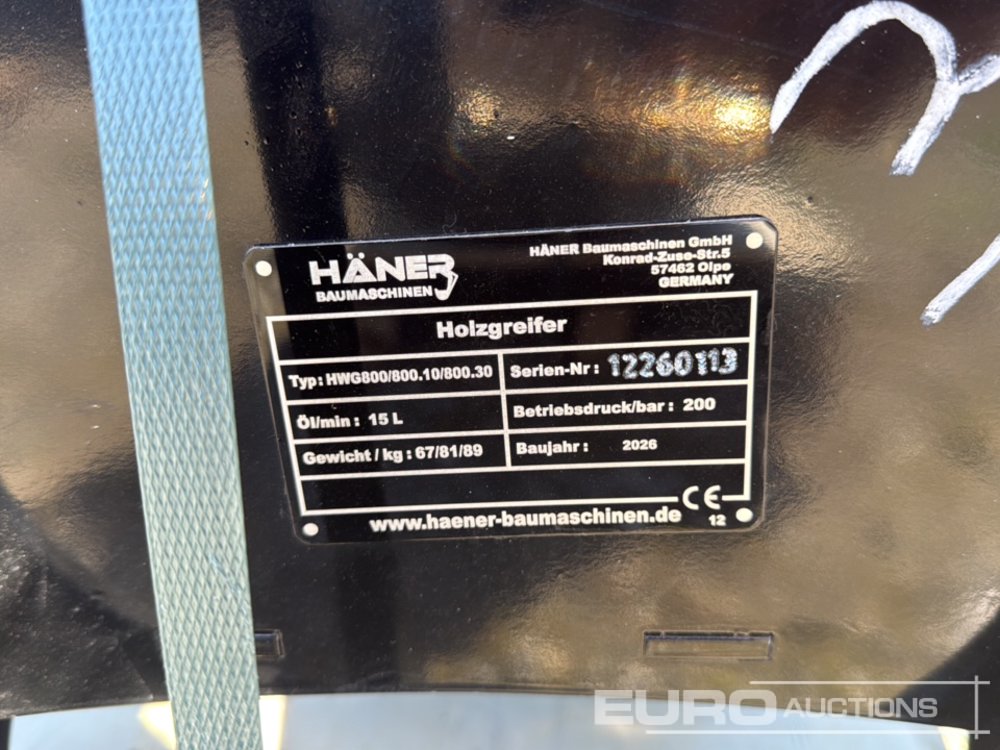 HÄNER
BAUMASCHINEN
HÄNER Baumaschinen GmbH
Konrad-Zuse-Str.5
57462 Olpe
GERMANY
Holzgreifer
Typ: HWG800/800.10/800.30
Serien-Nr: 12260113
Öl/min: 15 L
Betriebsdruck/bar: 200
Gewicht / kg: 67/81/89
Baujahr: 2026
CE
www.haener-baumaschinen.de
12
EURO AUCTIONS